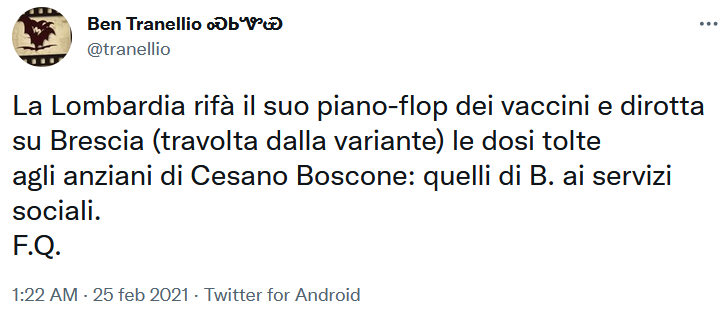 Ben Tranellio
@tranellio
La Lombardia rifà il suo piano-flop dei vaccini e dirotta
su Brescia (travolta dalla variante) le dosi tolte
agli anziani di Cesano Boscone: quelli di B. ai servizi
sociali.
F.Q.
1:22 AM · 25 feb 2021 · Twitter for Android